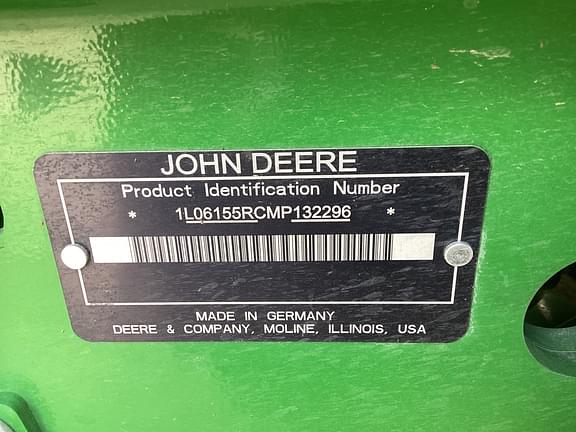 JOHN DEERE
Product Identification Number
* 1L06155RCMP132296 *
MADE IN GERMANY
DEERE & COMPANY, MOLINE, ILLINOIS, USA